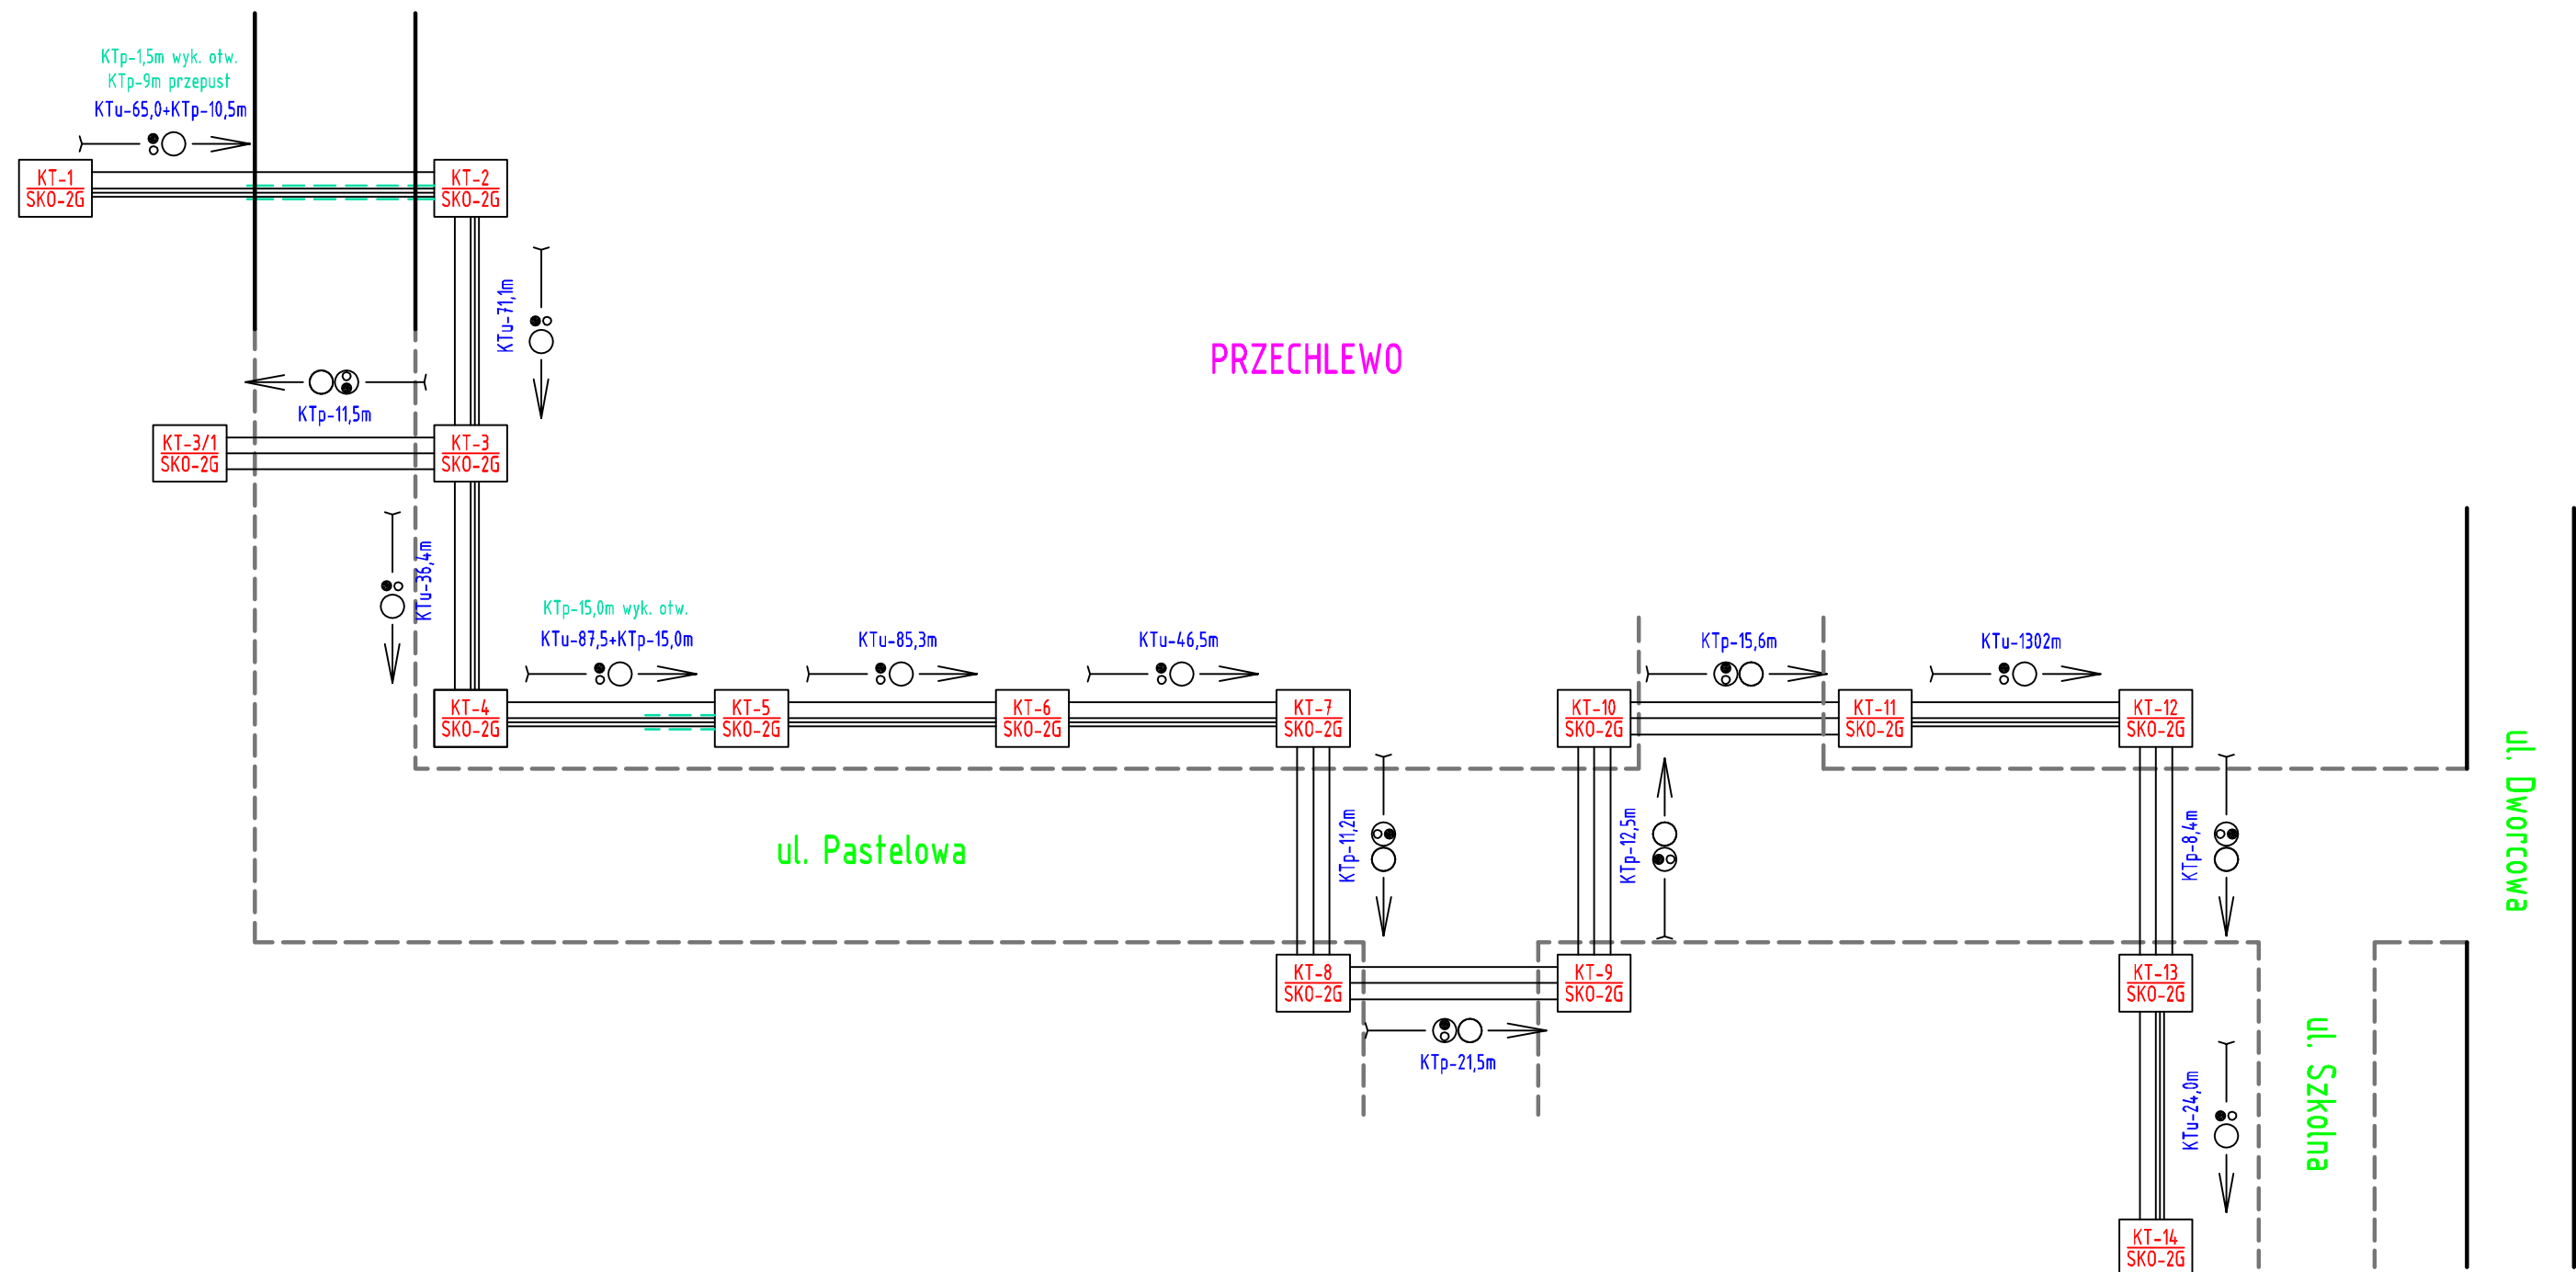 KTp-1,5m wyk. otw.
KTp-9m przepust
KTu-65,0+KTp-10,5m
KT-1
SKO-2G
KT-2
SKO-2G
KTu-71,1m
PRZECHLEWO
KTp-11,5m
KT-3/1
SKO-2G
KT-3
SKO-2G
KTu-36,4m
KTp-15,0m wyk. otw.
KTu-87,5+KTp-15,0m
KTu-85,3m
KTu-46,5m
KTp-15,6m
KTu-1302m
KT-4
SKO-2G
KT-5
SKO-2G
KT-6
SKO-2G
KT-7
SKO-2G
KT-10
SKO-2G
KT-11
SKO-2G
KT-12
SKO-2G
ul. Dworcowa
ul. Pastelowa
KTp-11,2m
KTp-12,5m
KTp-8,4m
KT-8
SKO-2G
KT-9
SKO-2G
KT-13
SKO-2G
KTp-21,5m
KTu-24,0m
ul. Szkolna
KT-14
SKO-2G